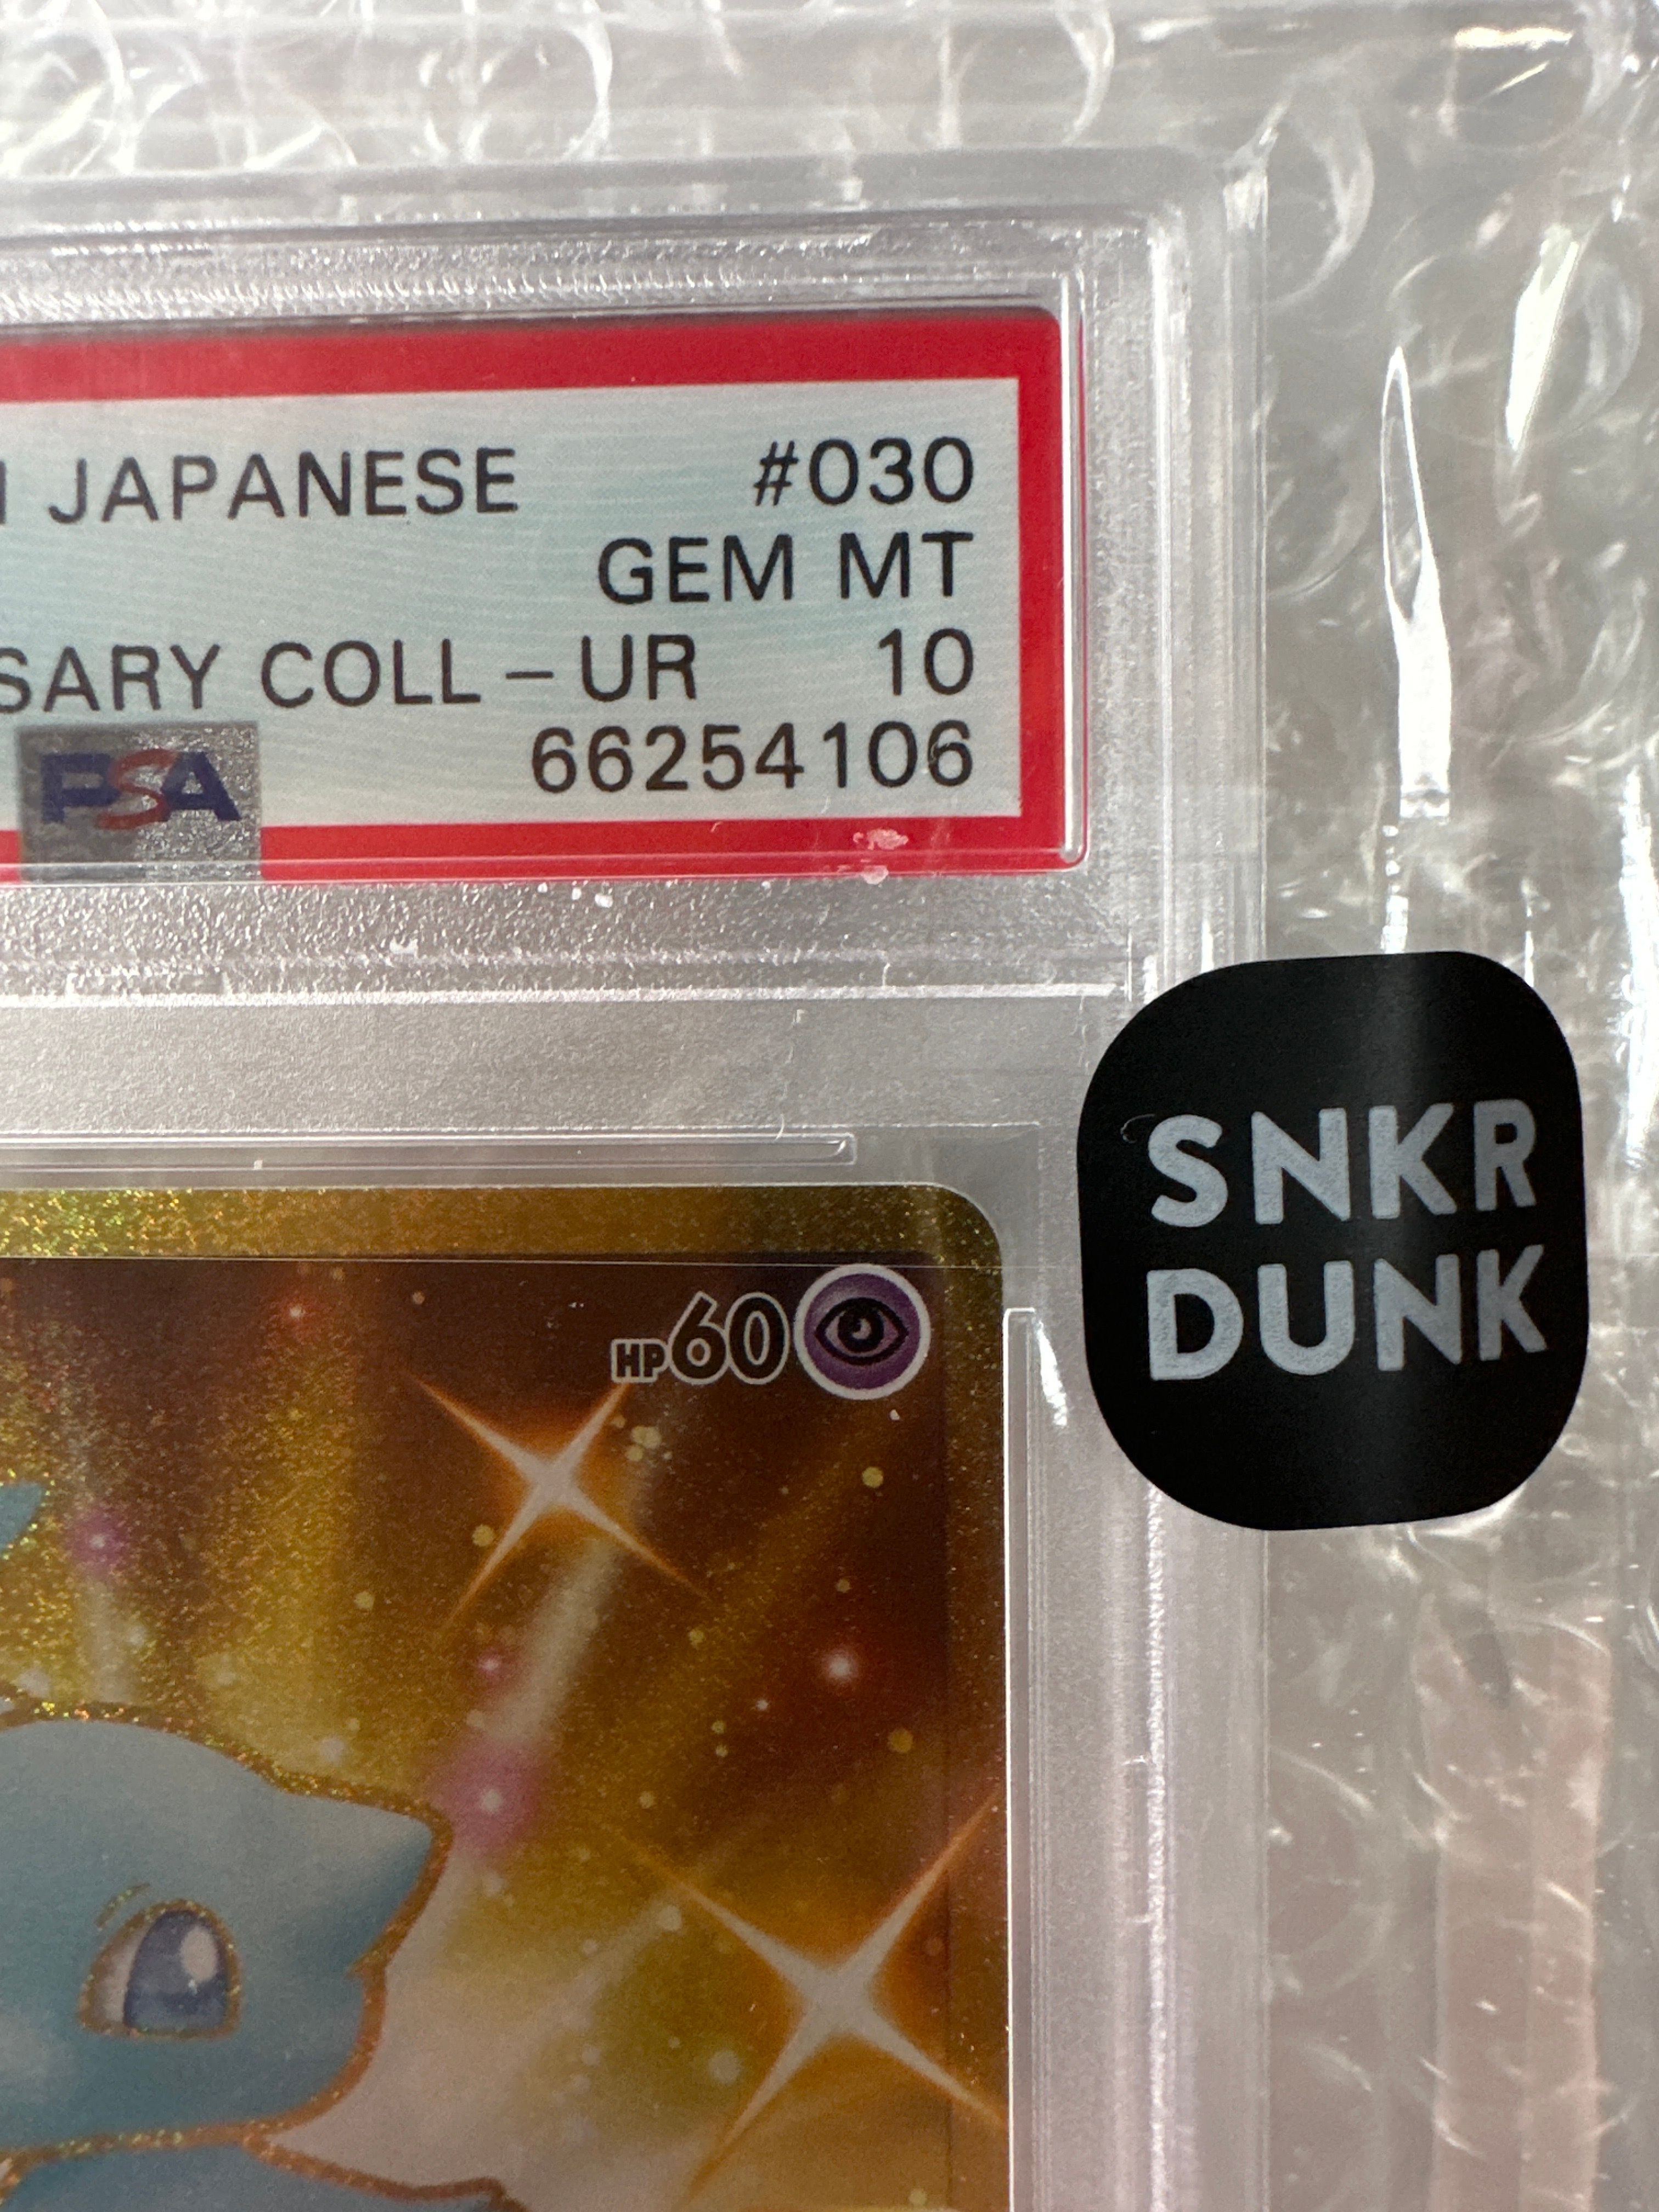 JAPANESE #030
GEM MT
SARY COLL - UR 10
PSA 66254106
SNKR
DUNK
HP60